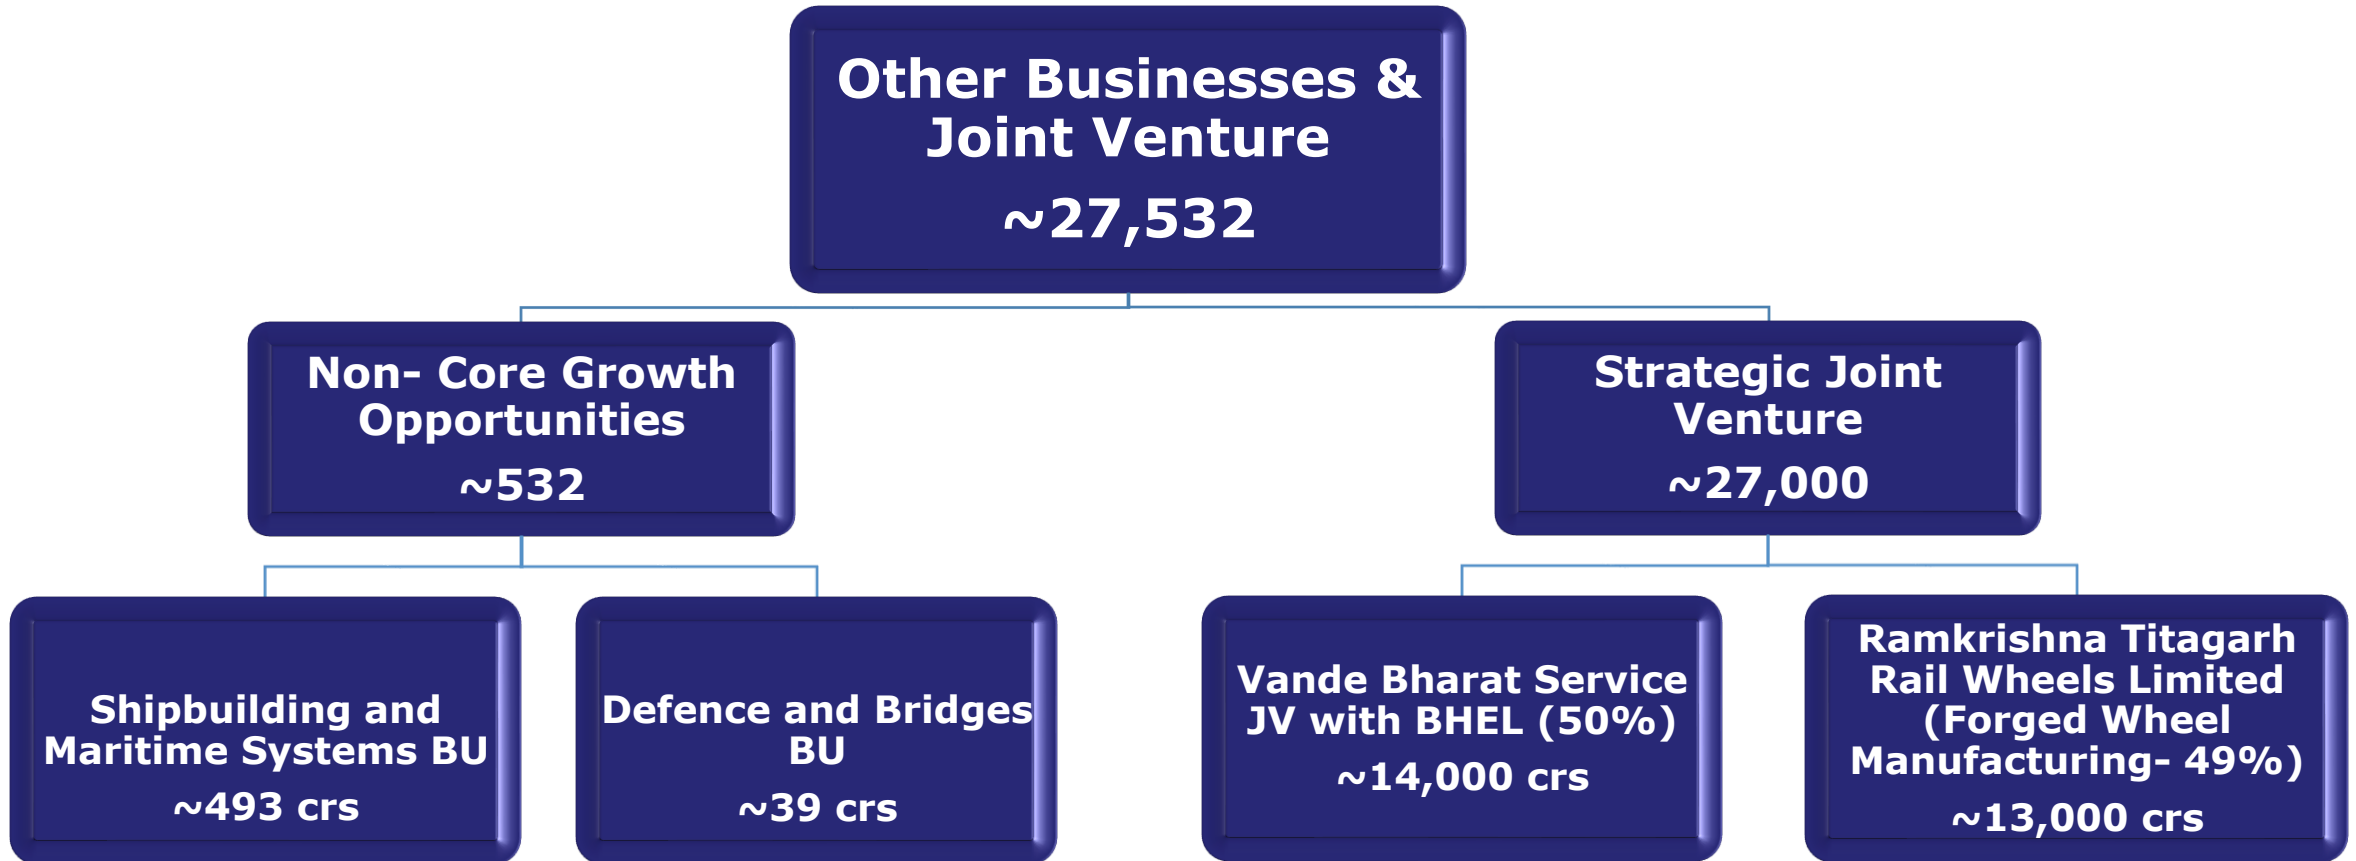 Other Businesses &
Joint Venture
~27,532
Non- Core Growth
Opportunities
~532
Strategic Joint
Venture
~27,000
Shipbuilding and
Maritime Systems BU
~493 crs
Defence and Bridges
BU
~39 crs
Vande Bharat Service
JV with BHEL (50%)
~14,000 crs
Ramkrishna Titagarh
Rail Wheels Limited
(Forged Wheel
Manufacturing- 49%)
~13,000 crs